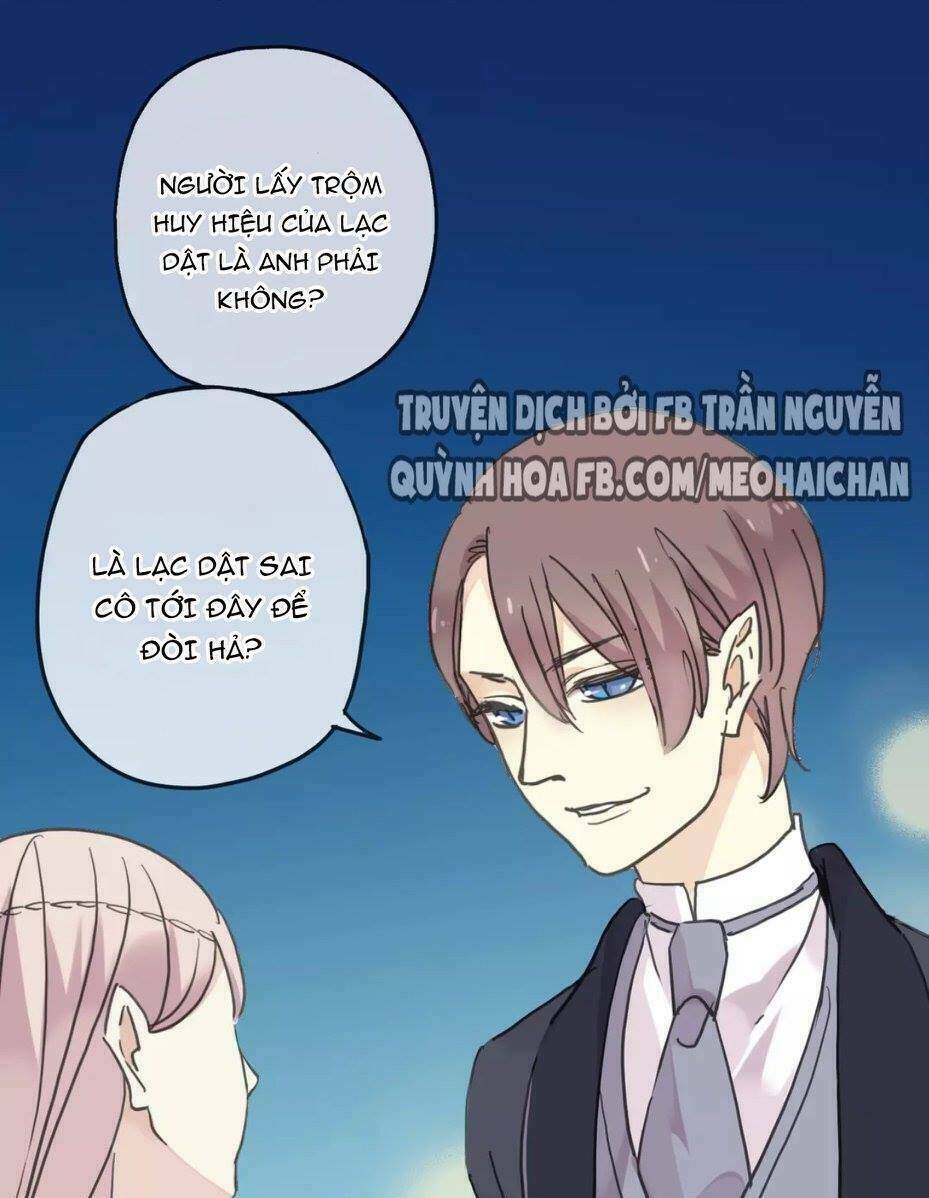 NGƯỜI LẤY TRỘM
HUY HIỆU CỦA LẠC
DẬT LÀ ANH PHẢI
KHÔNG?
TRUYỆN DỊCH BỞI FB TRẦN NGUYỄN
QUỲNH HOA FB.COM/MEOHAICHAN
LÀ LẠC DẬT SAI
CÔ TỚI ĐÂY ĐỂ
ĐÒI HẢ?